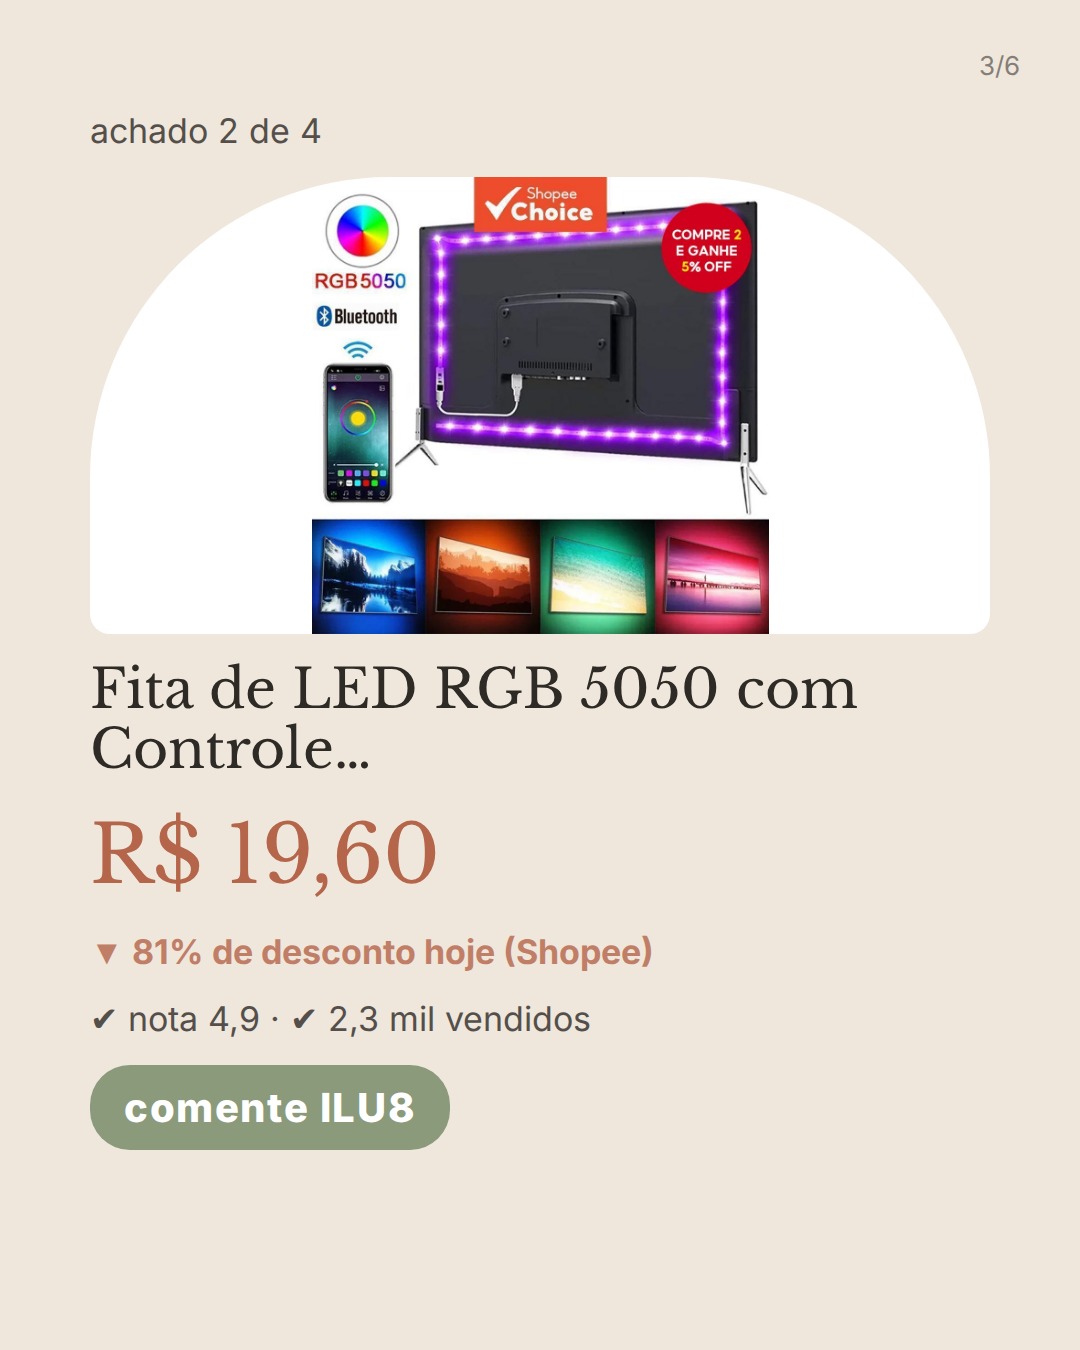 3/6
achado 2 de 4
Shopee
Choice
COMPRE 2
E GANHE
5% OFF
RGB5050
Bluetooth
Fita de LED RGB 5050 com
Controle...
R$ 19,60
▼ 81% de desconto hoje (Shopee)
✔ nota 4,9 · ✔ 2,3 mil vendidos
comente ILU8